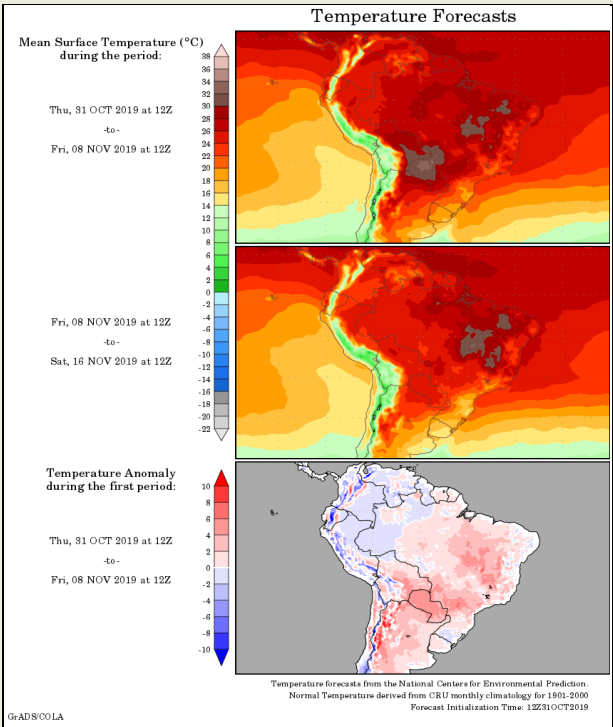 Temperature Forecasts
Mean Surface Temperature (°C)
during the period:
Thu, 31 OCT 2019 at 12Z
-to-
Fri, 08 NOV 2019 at 12Z
38
36
34
32
30
28
26
24
22
20
18
16
14
12
10
8
6
4
2
0
-2
-4
-6
-8
-10
-12
-14
-16
-18
-20
-22
Fri, 08 NOV 2019 at 12Z
-to-
Sat, 16 NOV 2019 at 12Z
Temperature Anomaly
during the first period:
Thu, 31 OCT 2019 at 12Z
-to-
Fri, 08 NOV 2019 at 12Z
10
8
6
4
2
0
-2
-4
-6
-8
-10
Temperature forecasts from the National Centers for Environmental Prediction.
Normal Temperature derived from CRU monthly climatology for 1901-2000
Forecast Initialization Time: 12Z31OCT2019
GrADS/COLA